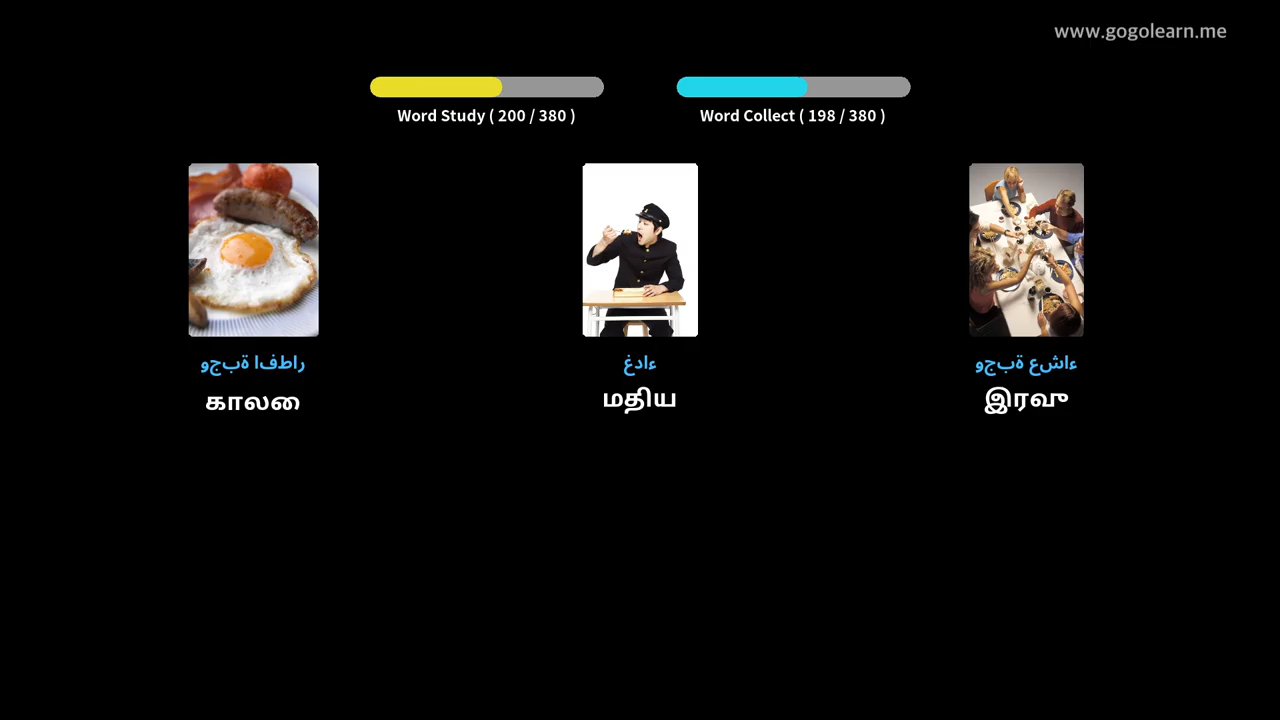 www.gogolearn.me
Word Study ( 200 / 380 )
Word Collect ( 198 / 380 )
وجبة افطار
غداء
وجبة عشاء
காலை
மதிய
இரவு